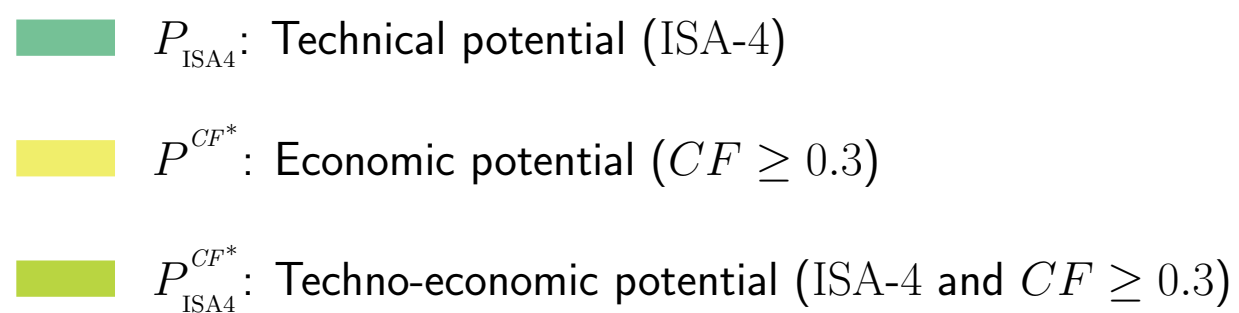 P_ISA4: Technical potential (ISA-4)
P^CF*: Economic potential (CF ≥ 0.3)
P_ISA4^CF*: Techno-economic potential (ISA-4 and CF ≥ 0.3)